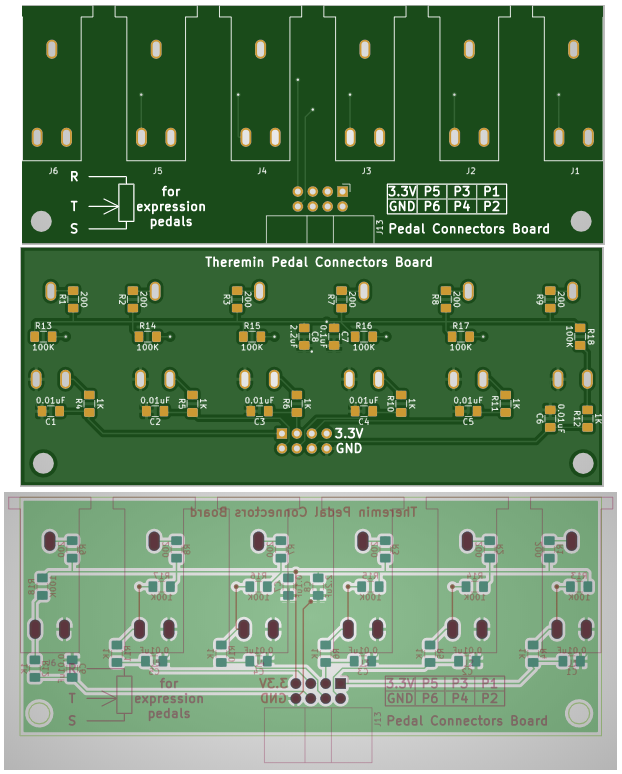 J6 J5 J4 J3 J2 J1
R
T
S
for
expression
pedals
3.3V P5 P3 P1
GND P6 P4 P2
J13
Pedal Connectors Board
Theremin Pedal Connectors Board
R1 200 R2 200 R3 200 R7 200 R8 200 R9 200
R13 R14 R15 2.2uF C8 0.1uF C7 R16 R17 R18
100K 100K 100K 100K 100K 100K
0.01uF 0.01uF 0.01uF 0.01uF 0.01uF 0.01uF
C1 R4 1K C2 R5 1K C3 R6 1K C4 R10 1K C5 R11 1K C6 R12 1K
3.3V
GND
Theremin Pedal Connectors Board
for
expression
pedals
T
S
3.3V
GND
3.3V P5 P3 P1
GND P6 P4 P2
J13
Pedal Connectors Board